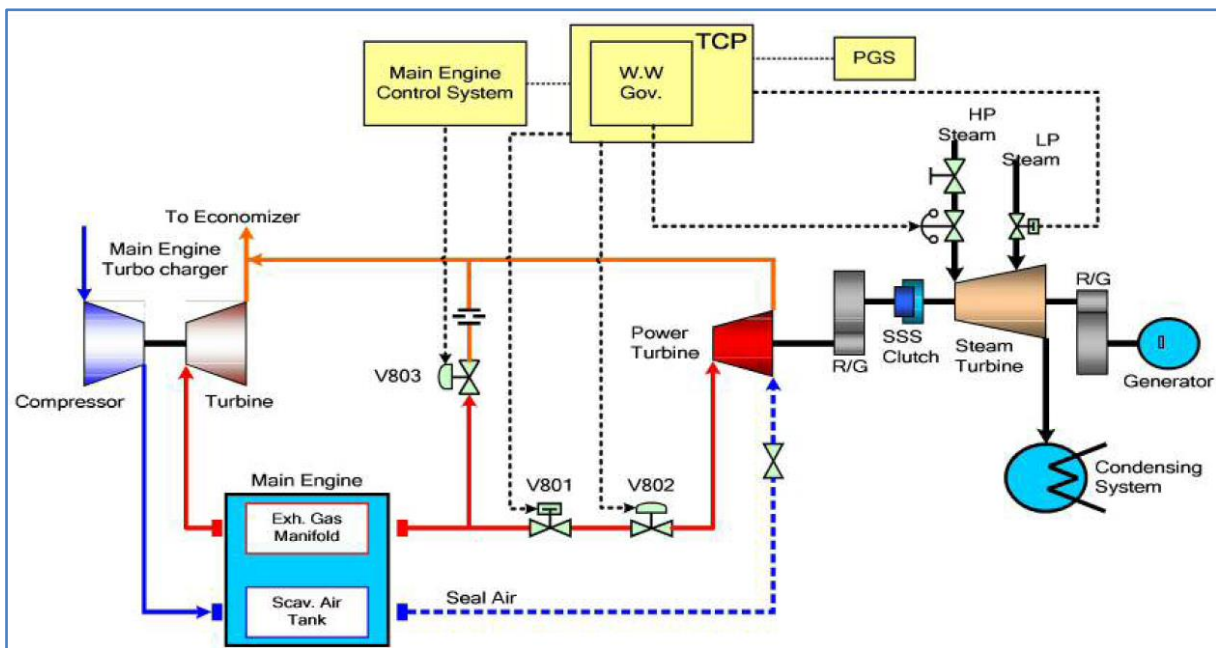 TCP
Main Engine
Control System
W.W
Gov.
PGS
HP
Steam
LP
Steam
To Economizer
Main Engine
Turbo charger
R/G
Power
Turbine
V803
SSS
Clutch
Steam
Turbine
R/G
Generator
Compressor
Turbine
Main Engine
V801
V802
Condensing
System
Exh. Gas
Manifold
Scav. Air
Tank
Seal Air